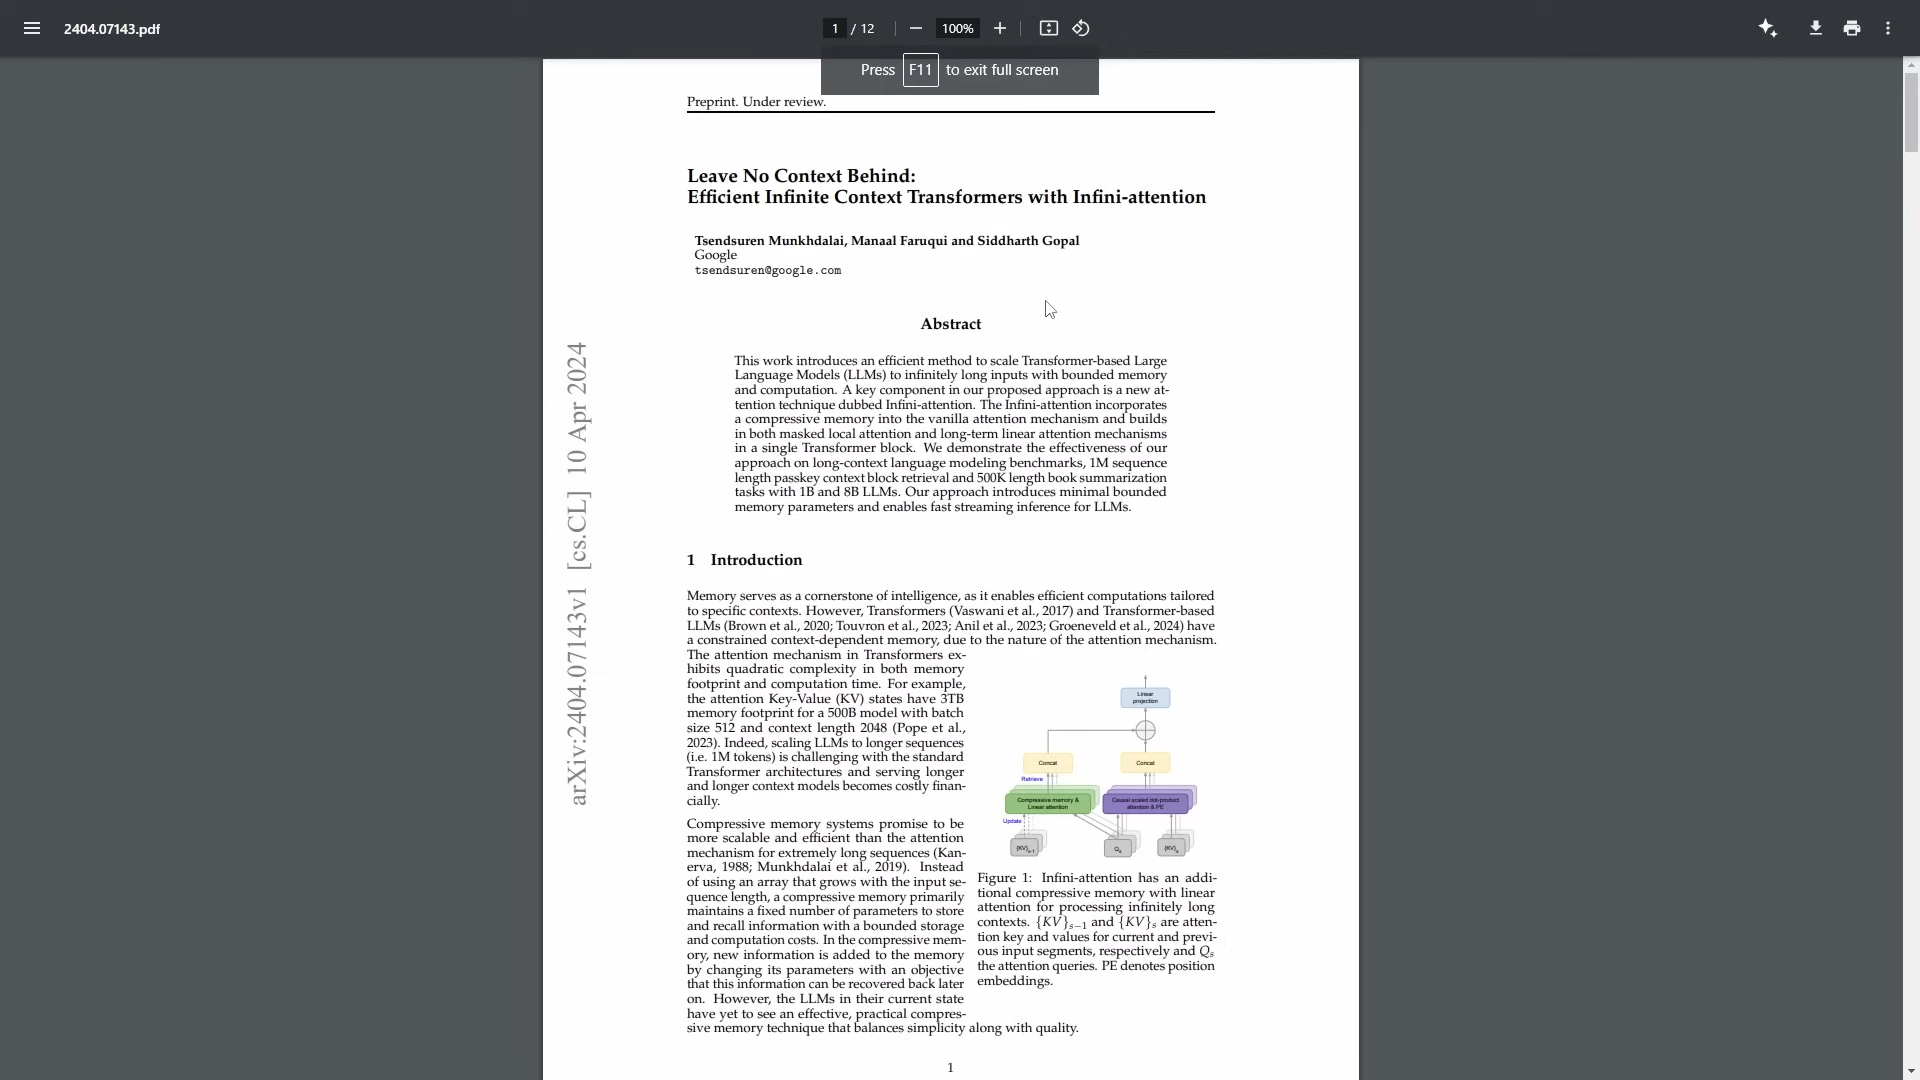 2404.07143.pdf
1 / 12
100%
Press F11 to exit full screen
Preprint. Under review.
Leave No Context Behind:
Efficient Infinite Context Transformers with Infini-attention
Tsendsuren Munkhdalai, Manaal Faruqui and Siddharth Gopal
Google
tsendsuren@google.com
Abstract
This work introduces an efficient method to scale Transformer-based Large
Language Models (LLMs) to infinitely long inputs with bounded memory
and computation. A key component in our proposed approach is a new at-
tention technique dubbed Infini-attention. The Infini-attention incorporates
a compressive memory into the vanilla attention mechanism and builds
in both masked local attention and long-term linear attention mechanisms
in a single Transformer block. We demonstrate the effectiveness of our
approach on long-context language modeling benchmarks, 1M sequence
length passkey context block retrieval and 500K length book summarization
tasks with 1B and 8B LLMs. Our approach introduces minimal bounded
memory parameters and enables fast streaming inference for LLMs.
arXiv:2404.07143v1 [cs.CL] 10 Apr 2024
1 Introduction
Memory serves as a cornerstone of intelligence, as it enables efficient computations tailored
to specific contexts. However, Transformers (Vaswani et al., 2017) and Transformer-based
LLMs (Brown et al., 2020; Touvron et al., 2023; Anil et al., 2023; Groeneveld et al., 2024) have
a constrained context-dependent memory, due to the nature of the attention mechanism.
The attention mechanism in Transformers ex-
hibits quadratic complexity in both memory
footprint and computation time. For example,
the attention Key-Value (KV) states have 3TB
memory footprint for a 500B model with batch
size 512 and context length 2048 (Pope et al.,
2023). Indeed, scaling LLMs to longer sequences
(i.e. 1M tokens) is challenging with the standard
Transformer architectures and serving longer
and longer context models becomes costly finan-
cially.
Compressive memory systems promise to be
more scalable and efficient than the attention
mechanism for extremely long sequences (Kan-
erva, 1988; Munkhdalai et al., 2019). Instead
of using an array that grows with the input se-
quence length, a compressive memory primarily
maintains a fixed number of parameters to store
and recall information with a bounded storage
and computation costs. In the compressive mem-
ory, new information is added to the memory
by changing its parameters with an objective
that this information can be recovered back later
on. However, the LLMs in their current state
have yet to see an effective, practical compres-
sive memory technique that balances simplicity along with quality.
Linear
projection
Concat
Concat
Retrieve
Compressive memory &
Linear attention
Causal scaled dot-product
attention & PE
Update
{KV}s-1
Qs
{KV}s
Figure 1: Infini-attention has an addi-
tional compressive memory with linear
attention for processing infinitely long
contexts. {KV}s−1 and {KV}s are atten-
tion key and values for current and previ-
ous input segments, respectively and Qs
the attention queries. PE denotes position
embeddings.
1